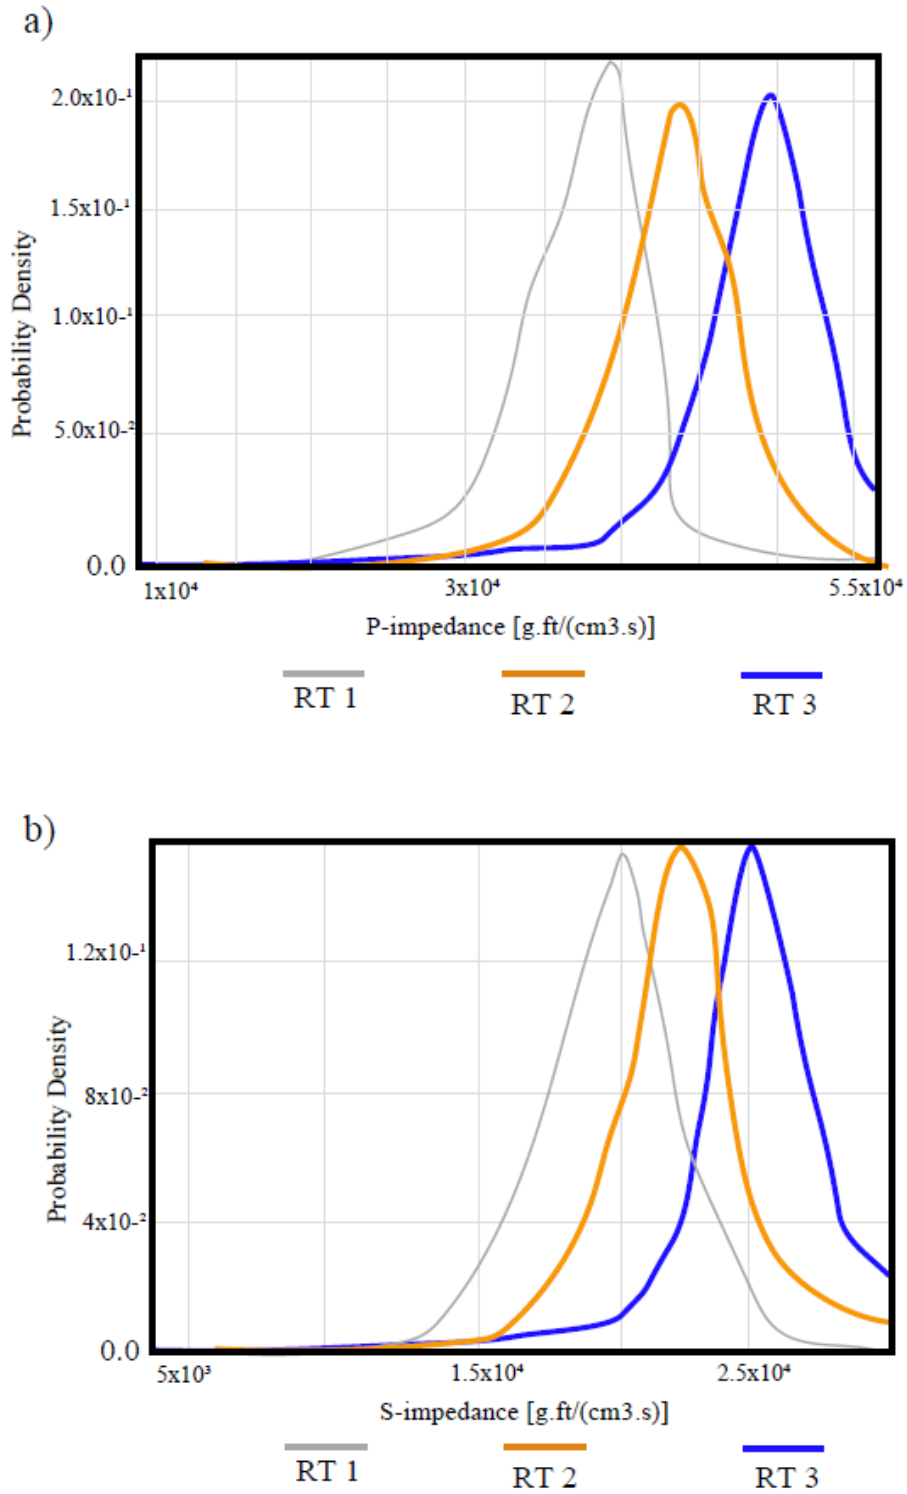 a)
Probability Density
2.0x10⁻¹
1.5x10⁻¹
1.0x10⁻¹
5.0x10⁻²
0.0
1x10⁴ 3x10⁴ 5.5x10⁴
P-impedance [g.ft/(cm3.s)]
RT 1 RT 2 RT 3
b)
Probability Density
1.2x10⁻¹
8x10⁻²
4x10⁻²
0.0
5x10³ 1.5x10⁴ 2.5x10⁴
S-impedance [g.ft/(cm3.s)]
RT 1 RT 2 RT 3